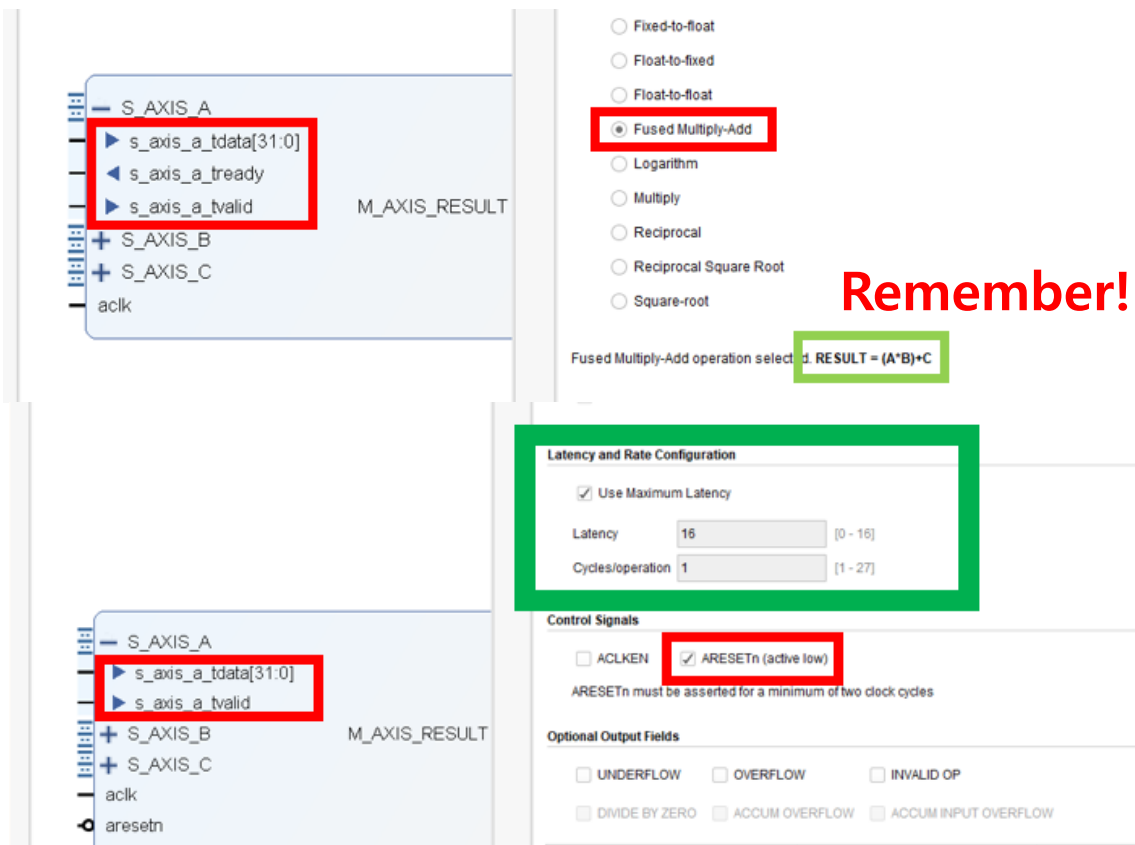 S_AXIS_A
s_axis_a_tdata[31:0]
s_axis_a_tready
s_axis_a_tvalid
M_AXIS_RESULT
S_AXIS_B
S_AXIS_C
aclk
Fixed-to-float
Float-to-fixed
Float-to-float
Fused Multiply-Add
Logarithm
Multiply
Reciprocal
Reciprocal Square Root
Square-root
Remember!
Fused Multiply-Add operation selected. RESULT = (A*B)+C
S_AXIS_A
s_axis_a_tdata[31:0]
s_axis_a_tvalid
S_AXIS_B
M_AXIS_RESULT
S_AXIS_C
aclk
aresetn
Latency and Rate Configuration
Use Maximum Latency
Latency 16 [0 - 16]
Cycles/operation 1 [1 - 27]
Control Signals
ACLKEN ARESETn (active low)
ARESETn must be asserted for a minimum of two clock cycles
Optional Output Fields
UNDERFLOW OVERFLOW INVALID OP
DIVIDE BY ZERO ACCUM OVERFLOW ACCUM INPUT OVERFLOW